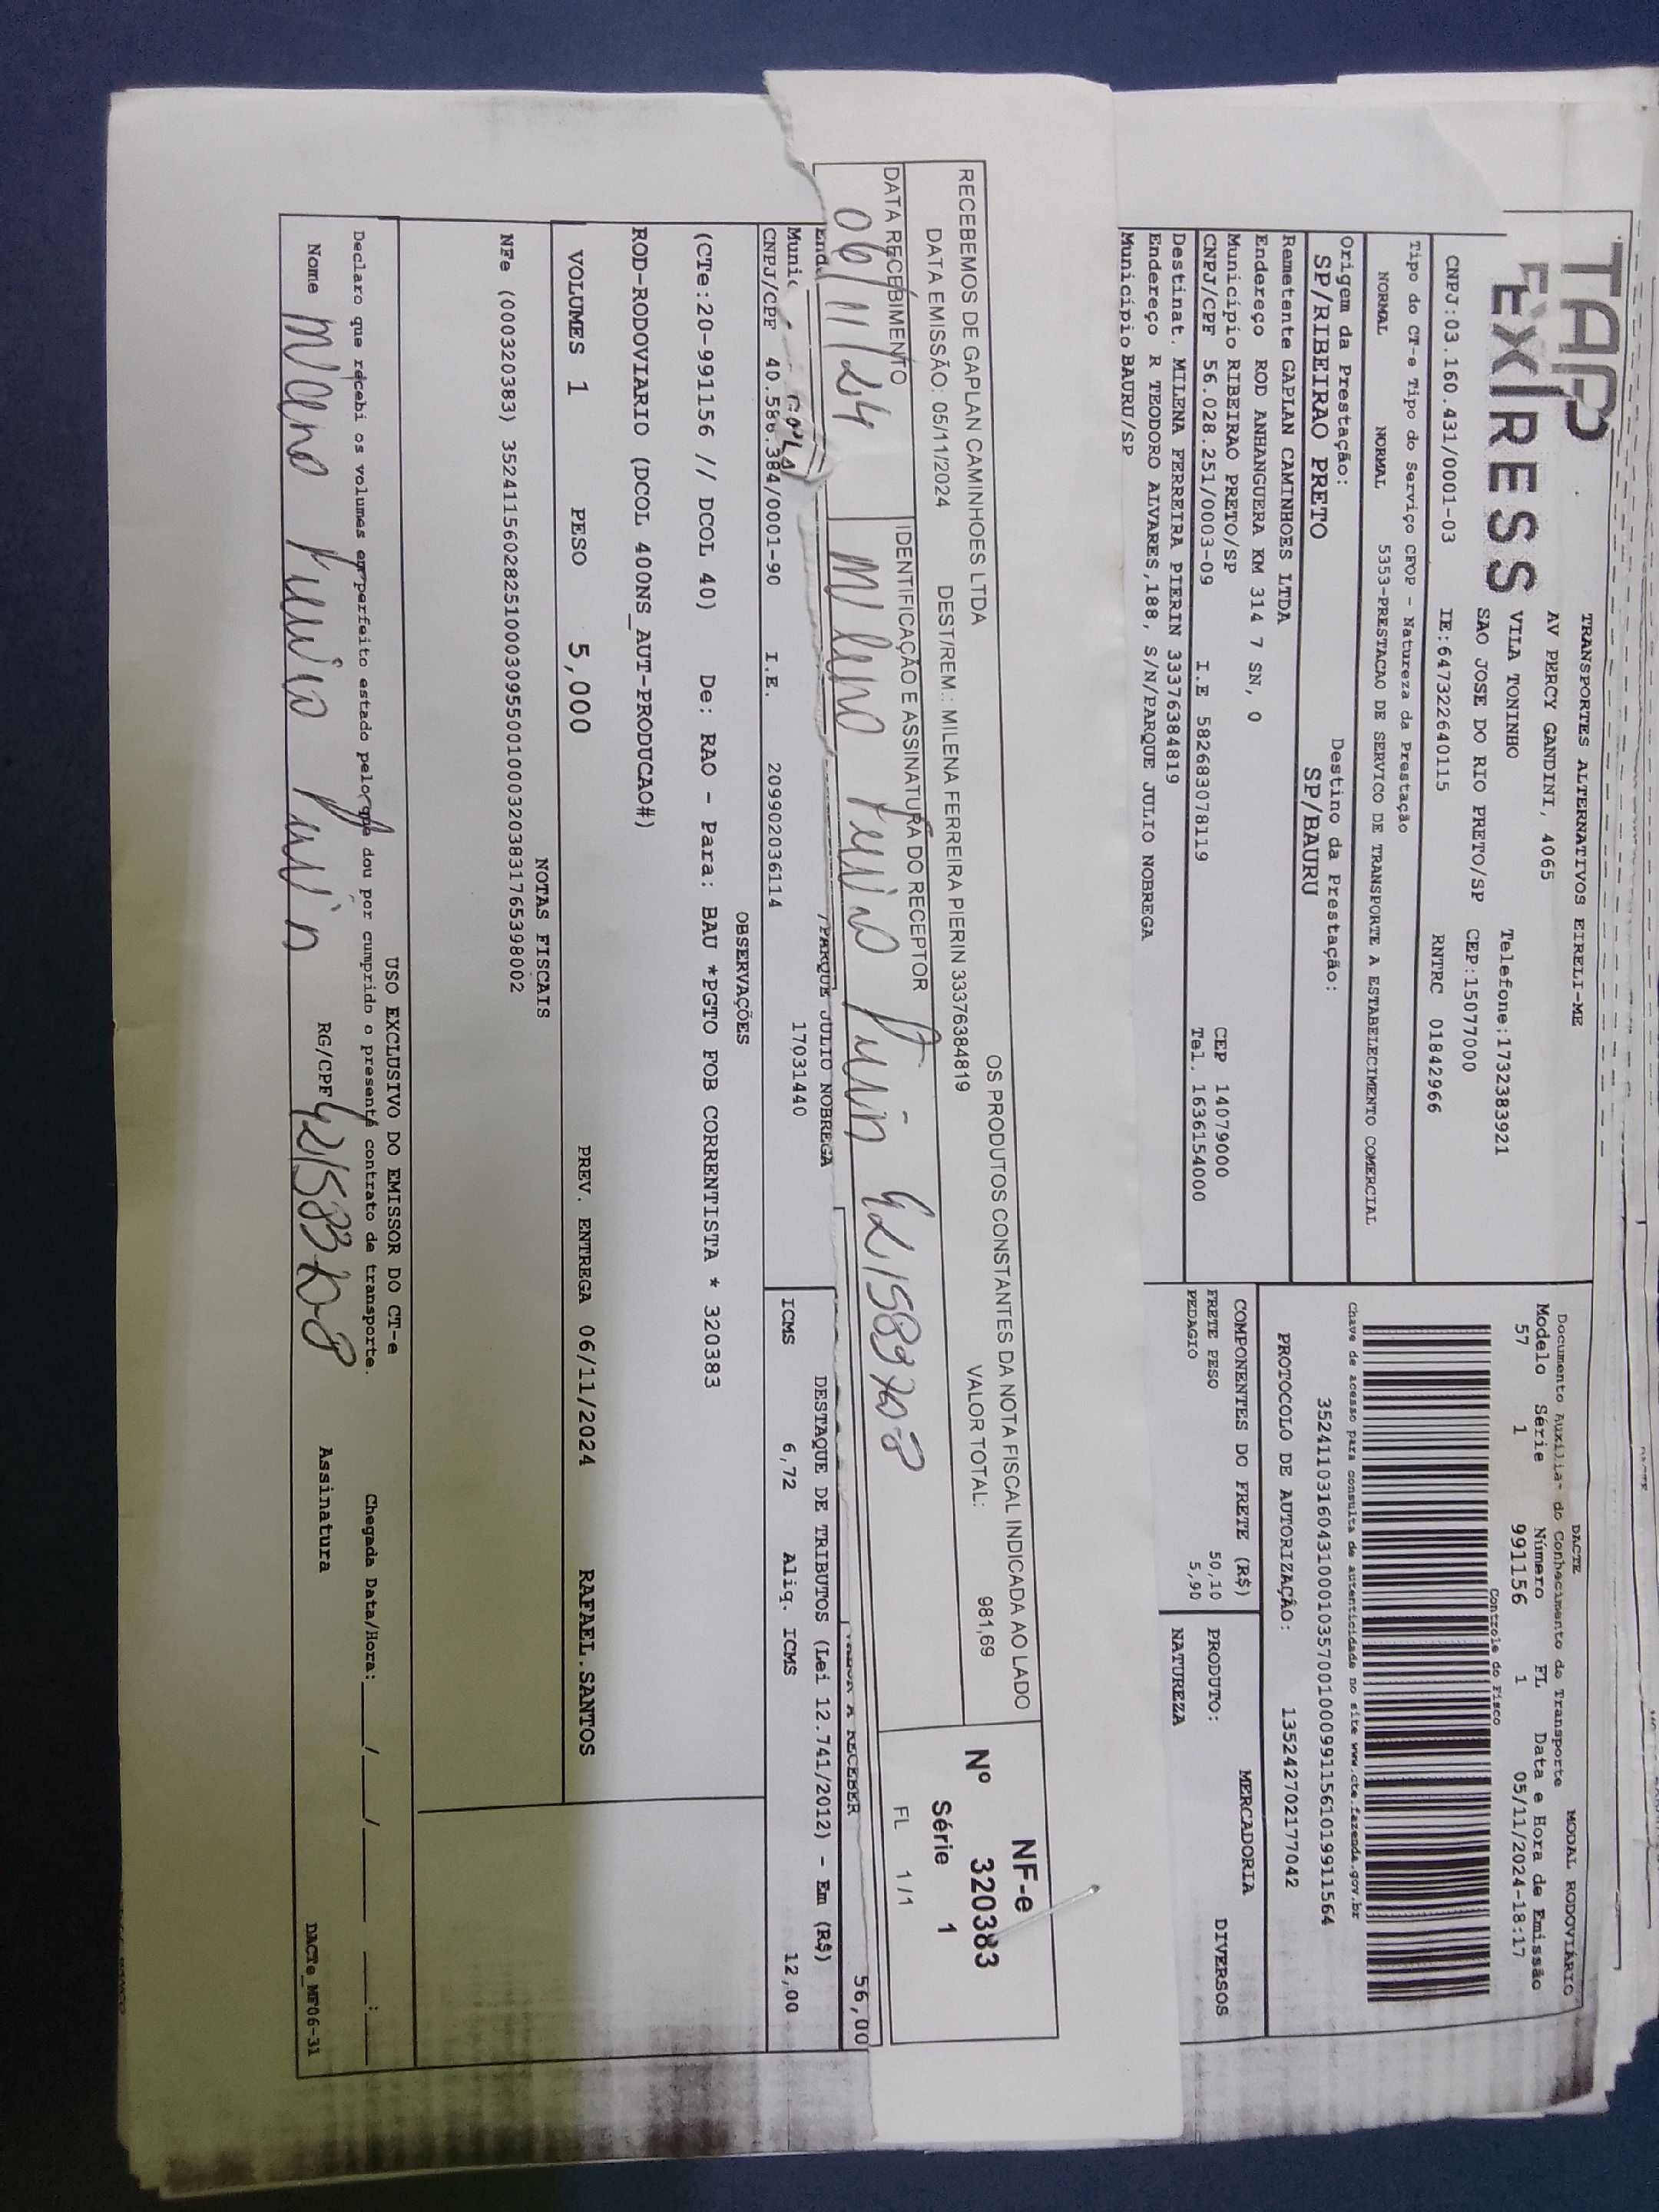 TAP
EXPRESS
TRANSPORTES ALTERNATIVOS EIRELI-ME
AV PERCY GANDINI, 4065
VILA TONINHO
SAO JOSE DO RIO PRETO/SP
Telefone:1732383921
CEP:15077000
CNPJ:03.160.431/0001-03 IE:647322640115 RNTRC 01842966
Tipo do CT-e Tipo do Serviço CFOP - Natureza da Prestação
NORMAL NORMAL 5353-PRESTACAO DE SERVICO DE TRANSPORTE A ESTABELECIMENTO COMERCIAL
Origem da Prestação: Destino da Prestação:
SP/RIBEIRAO PRETO SP/BAURU
Remetente GAPLAN CAMINHOES LTDA
Endereço ROD ANHANGUERA KM 314 7 SN, 0
Município RIBEIRAO PRETO/SP CEP 14079000
CNPJ/CPF 56.028.251/0003-09 I.E 582683078119 Tel. 1636154000
Destinat. MILENA FERREIRA PIERIN 33376384819
Endereço R TEODORO ALVARES,188, S/N/PARQUE JULIO NOBREGA
Município BAURU/SP
DACTE MODAL RODOVIÁRIO
Documento Auxiliar do Conhecimento de Transporte
Modelo Série Número FL Data e Hora de Emissão
57 1 991156 1 05/11/2024-18:17
Controle do Fisco
Chave de acesso para consulta de autenticidade no site www.cte.fazenda.gov.br
35241103160431000103570010009911561019911564
PROTOCOLO DE AUTORIZAÇÃO: 135242702177042
COMPONENTES DO FRETE (R$) MERCADORIA
FRETE PESO 50,10 PRODUTO: DIVERSOS
PEDAGIO 5,90 NATUREZA
RECEBEMOS DE GAPLAN CAMINHOES LTDA OS PRODUTOS CONSTANTES DA NOTA FISCAL INDICADA AO LADO
DATA EMISSÃO: 05/11/2024 DEST/REM.: MILENA FERREIRA PIERIN 33376384819 VALOR TOTAL: 981,69
DATA RECEBIMENTO IDENTIFICAÇÃO E ASSINATURA DO RECEPTOR
06/11/24 Milena Ferreira Pierin 421583708
NF-e
Nº 320383
Série 1
FL 1 /1
A RECEBER 56,00
/PARQUE JULIO NOBREGA
17031440
CNPJ/CPF 40.586.384/0001-90 I.E. 209902036114
DESTAQUE DE TRIBUTOS (Lei 12.741/2012) - Em (R$)
ICMS 6,72 Aliq. ICMS 12,00
OBSERVAÇÕES
(CTe:20-991156 // DCOL 40) De: RAO - Para: BAU *PGTO FOB CORRENTISTA * 320383
ROD-RODOVIARIO (DCOL 400NS_AUT-PRODUCAO#)
VOLUMES 1 PESO 5,000 PREV. ENTREGA 06/11/2024 RAFAEL.SANTOS
NOTAS FISCAIS
NFe (000320383) 35241156028251000309550010003203831765398002
USO EXCLUSIVO DO EMISSOR DO CT-e
Declaro que recebi os volumes em perfeito estado pelo que dou por cumprido o presente contrato de transporte. Chegada Data/Hora: ___/___/_____ ___:___
Nome Milena Ferreira Pierin RG/CPF 421583708 Assinatura
DACTe_MF06-31